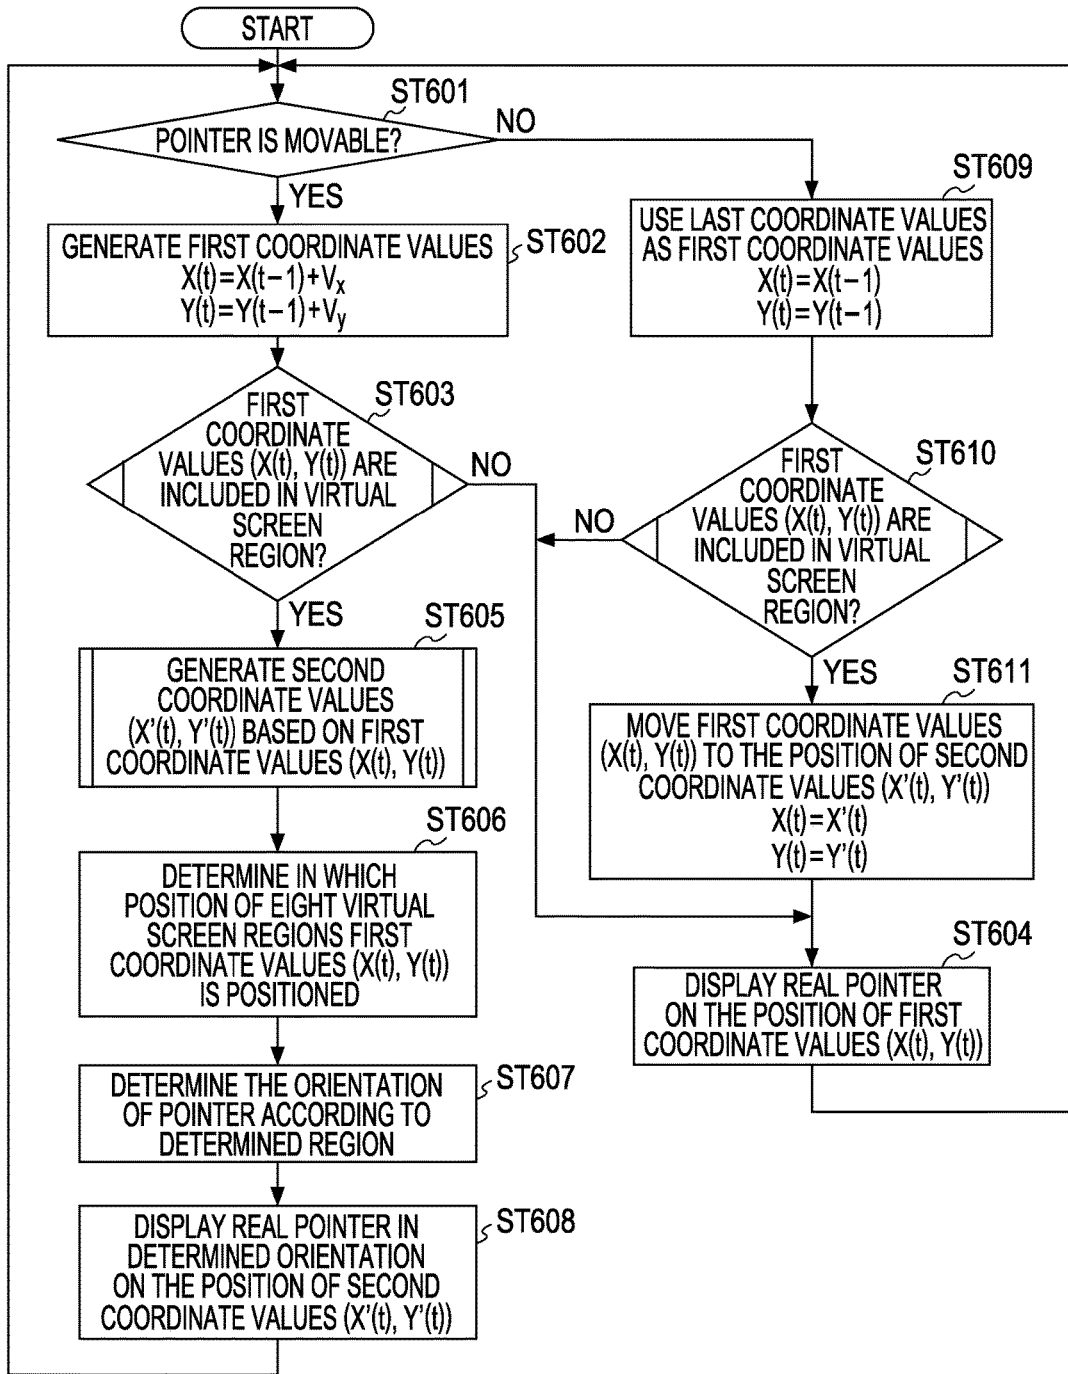 START
ST601
POINTER IS MOVABLE?
NO
YES
ST602
GENERATE FIRST COORDINATE VALUES
X(t)=X(t−1)+Vx
Y(t)=Y(t−1)+Vy
ST603
FIRST
COORDINATE
VALUES (X(t), Y(t)) ARE
INCLUDED IN VIRTUAL
SCREEN
REGION?
NO
YES
ST605
GENERATE SECOND
COORDINATE VALUES
(X'(t), Y'(t)) BASED ON FIRST
COORDINATE VALUES (X(t), Y(t))
ST606
DETERMINE IN WHICH
POSITION OF EIGHT VIRTUAL
SCREEN REGIONS FIRST
COORDINATE VALUES (X(t), Y(t))
IS POSITIONED
ST607
DETERMINE THE ORIENTATION
OF POINTER ACCORDING TO
DETERMINED REGION
ST608
DISPLAY REAL POINTER IN
DETERMINED ORIENTATION
ON THE POSITION OF SECOND
COORDINATE VALUES (X'(t), Y'(t))
ST609
USE LAST COORDINATE VALUES
AS FIRST COORDINATE VALUES
X(t)=X(t−1)
Y(t)=Y(t−1)
ST610
FIRST
COORDINATE
VALUES (X(t), Y(t)) ARE
INCLUDED IN VIRTUAL
SCREEN
REGION?
NO
YES
ST611
MOVE FIRST COORDINATE VALUES
(X(t), Y(t)) TO THE POSITION OF SECOND
COORDINATE VALUES (X'(t), Y'(t))
X(t)=X'(t)
Y(t)=Y'(t)
ST604
DISPLAY REAL POINTER
ON THE POSITION OF FIRST
COORDINATE VALUES (X(t), Y(t))